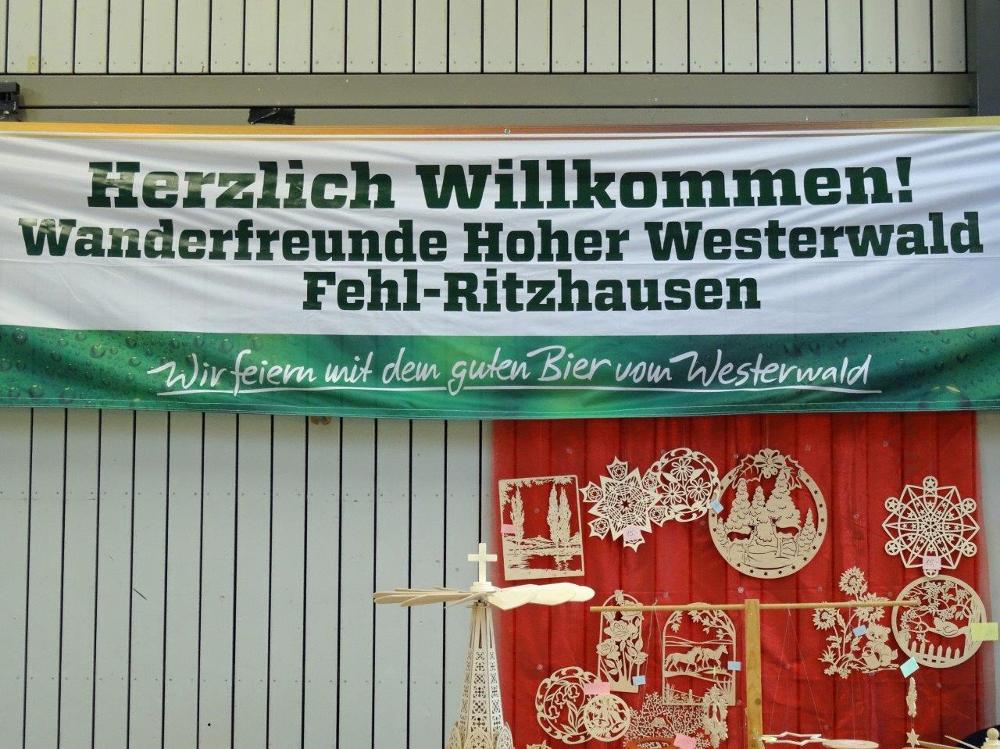 Herzlich Willkommen!
Wanderfreunde Hoher Westerwald
Fehl-Ritzhausen
Wir feiern mit dem guten Bier vom Westerwald